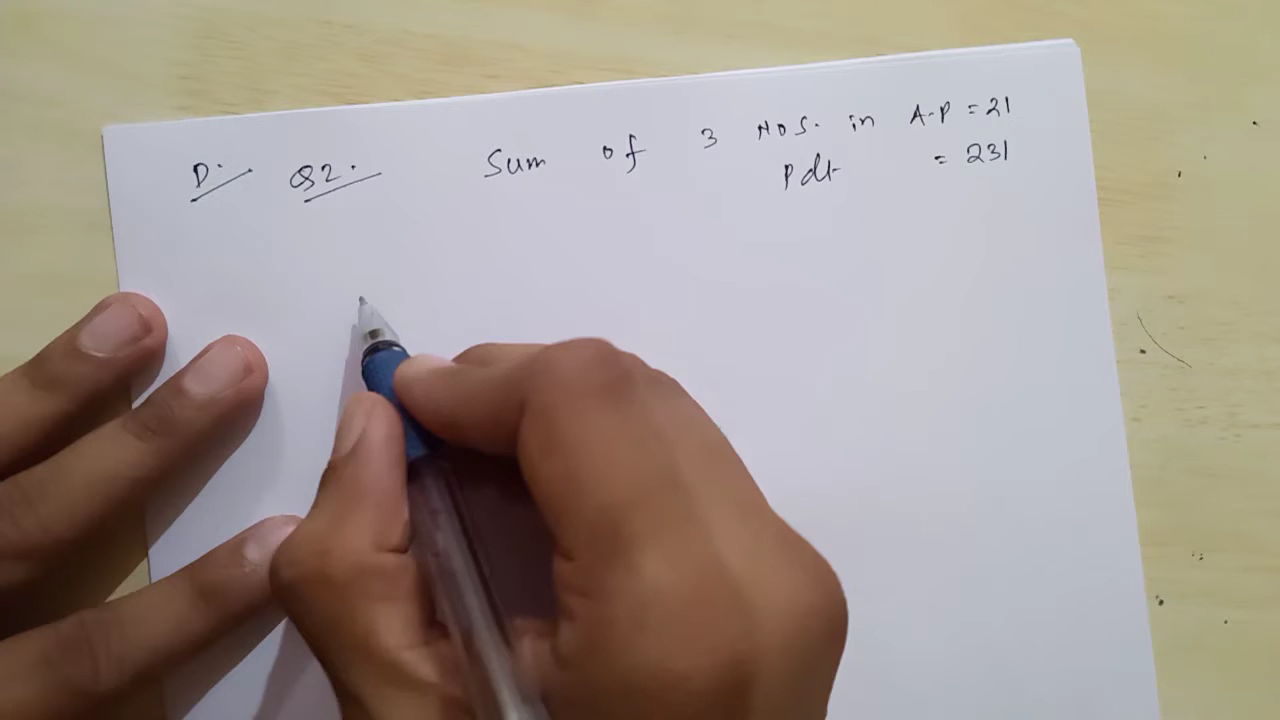 D. Q2. Sum of 3 Nos. in A.P = 21
Pdt = 231